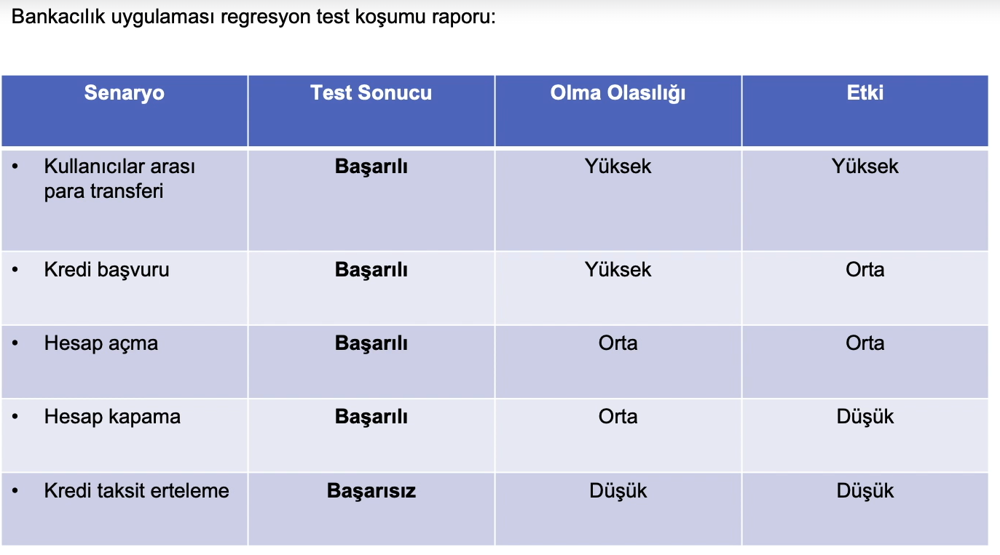 Bankacılık uygulaması regresyon test koşumu raporu:
Senaryo Test Sonucu Olma Olasılığı Etki
• Kullanıcılar arası Başarılı Yüksek Yüksek
para transferi
• Kredi başvuru Başarılı Yüksek Orta
• Hesap açma Başarılı Orta Orta
• Hesap kapama Başarılı Orta Düşük
• Kredi taksit erteleme Başarısız Düşük Düşük